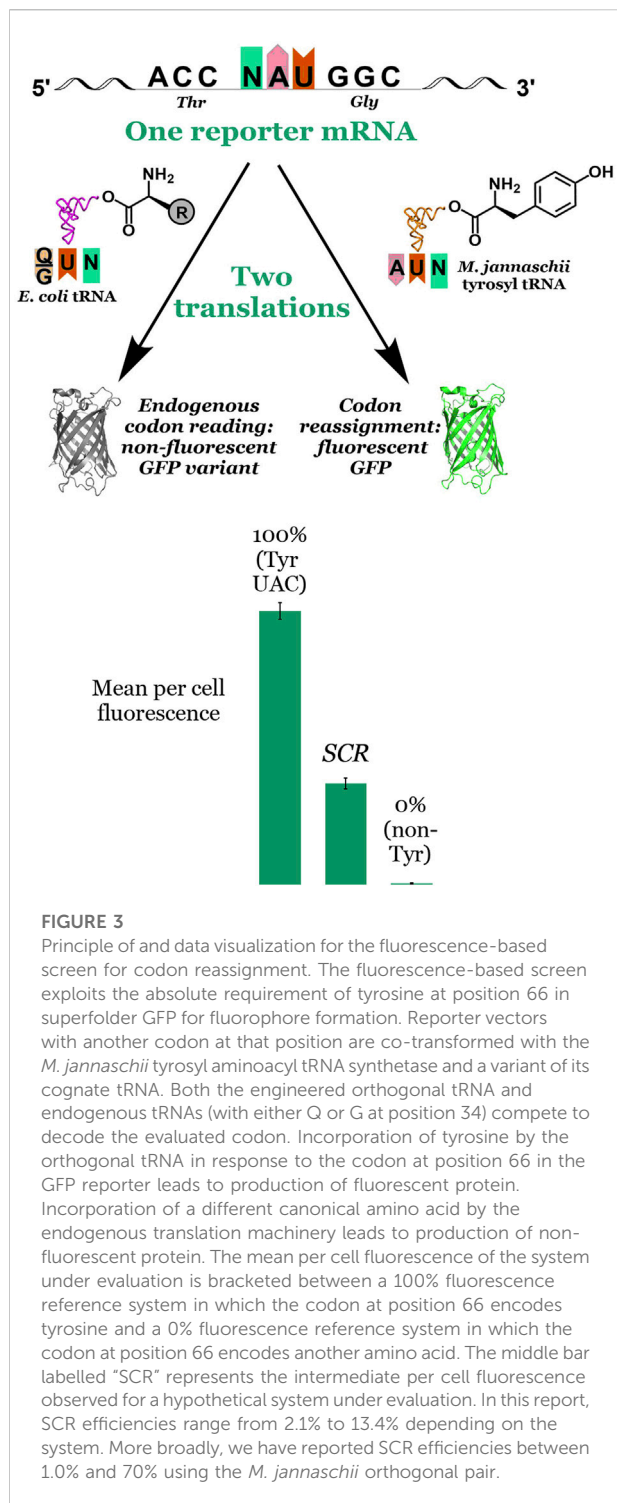 5' ACC NAU GGC 3'
Thr Gly
One reporter mRNA
NH₂
O
R
O
Q
G
U N
E. coli tRNA
NH₂
OH
O
O
A U N
M. jannaschii
tyrosyl tRNA
Two
translations
Endogenous
codon reading:
non-fluorescent
GFP variant
Codon
reassignment:
fluorescent
GFP
100%
(Tyr
UAC)
Mean per cell
fluorescence
SCR
0%
(non-
Tyr)
FIGURE 3
Principle of and data visualization for the fluorescence-based
screen for codon reassignment. The fluorescence-based screen
exploits the absolute requirement of tyrosine at position 66 in
superfolder GFP for fluorophore formation. Reporter vectors
with another codon at that position are co-transformed with the
M. jannaschii tyrosyl aminoacyl tRNA synthetase and a variant of its
cognate tRNA. Both the engineered orthogonal tRNA and
endogenous tRNAs (with either Q or G at position 34) compete to
decode the evaluated codon. Incorporation of tyrosine by the
orthogonal tRNA in response to the codon at position 66 in the
GFP reporter leads to production of fluorescent protein.
Incorporation of a different canonical amino acid by the
endogenous translation machinery leads to production of non-
fluorescent protein. The mean per cell fluorescence of the system
under evaluation is bracketed between a 100% fluorescence
reference system in which the codon at position 66 encodes
tyrosine and a 0% fluorescence reference system in which the
codon at position 66 encodes another amino acid. The middle bar
labelled “SCR” represents the intermediate per cell fluorescence
observed for a hypothetical system under evaluation. In this report,
SCR efficiencies range from 2.1% to 13.4% depending on the
system. More broadly, we have reported SCR efficiencies between
1.0% and 70% using the M. jannaschii orthogonal pair.